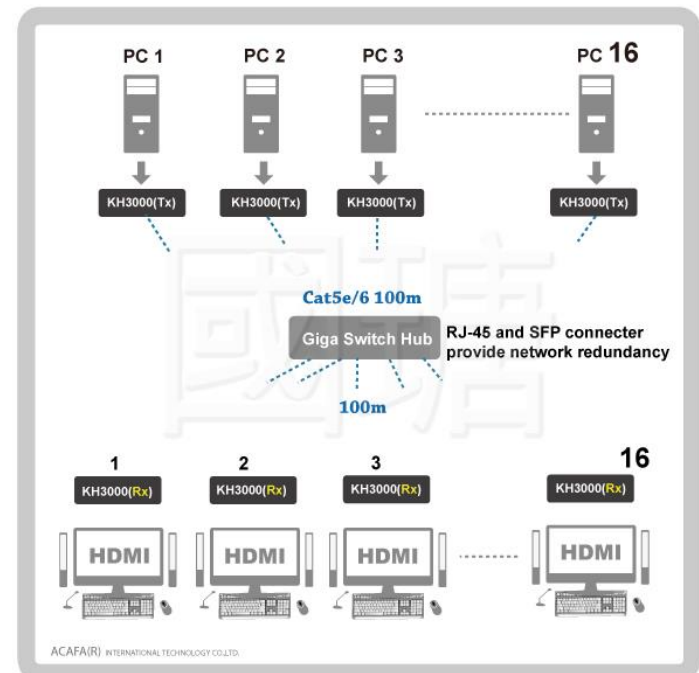 PC 1 PC 2 PC 3 PC 16
KH3000(Tx) KH3000(Tx) KH3000(Tx) KH3000(Tx)
Cat5e/6 100m
Giga Switch Hub
RJ-45 and SFP connecter
provide network redundancy
100m
國瑭
1 2 3 16
KH3000(Rx) KH3000(Rx) KH3000(Rx) KH3000(Rx)
HDMI HDMI HDMI HDMI
ACAFA(R) INTERNATIONAL TECHNOLOGY CO.,LTD.